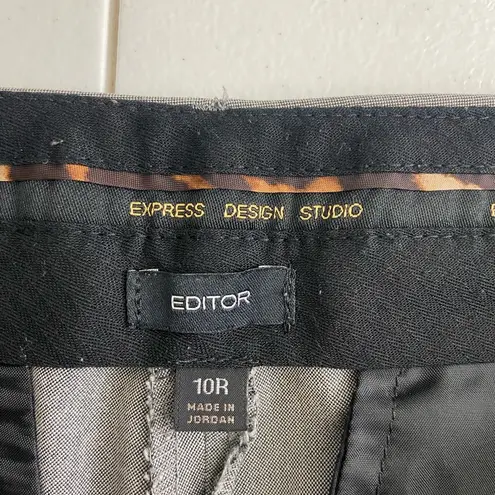 EXPRESS DESIGN STUDIO
EDITOR
10R
MADE IN
JORDAN